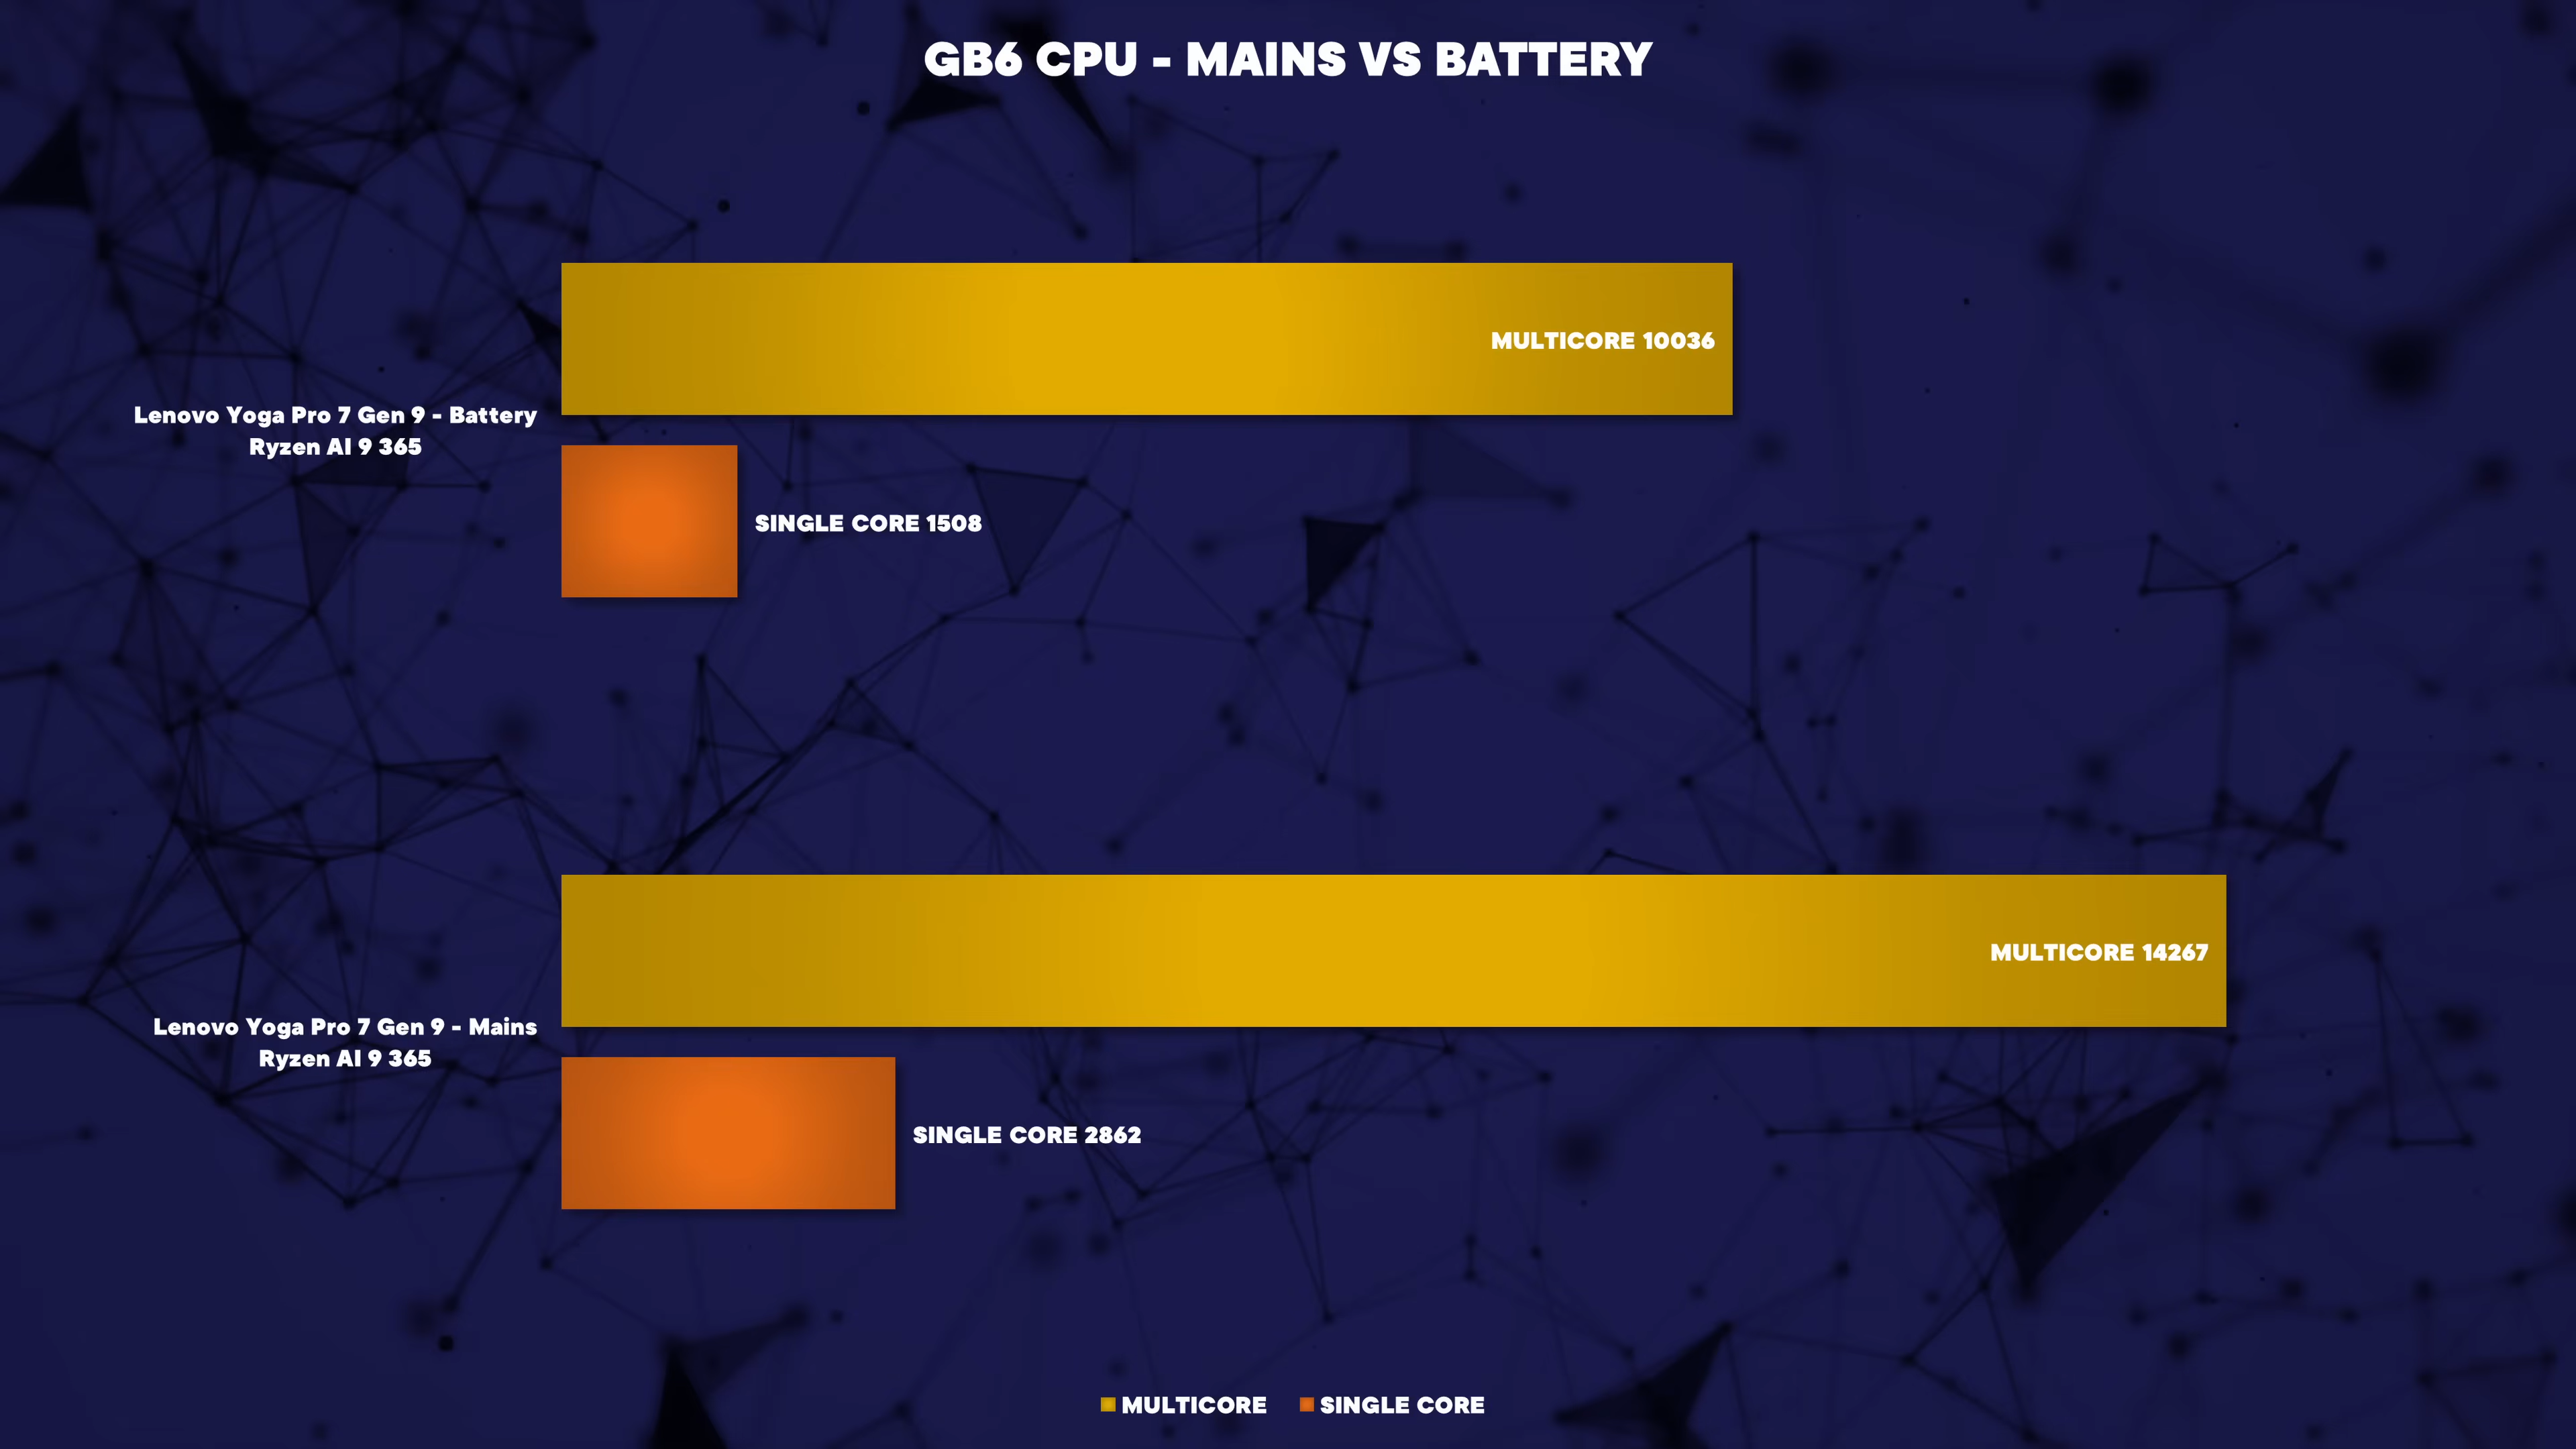 GB6 CPU - MAINS VS BATTERY
MULTICORE 10036
Lenovo Yoga Pro 7 Gen 9 - Battery
Ryzen AI 9 365
SINGLE CORE 1508
MULTICORE 14267
Lenovo Yoga Pro 7 Gen 9 - Mains
Ryzen AI 9 365
SINGLE CORE 2862
MULTICORE SINGLE CORE